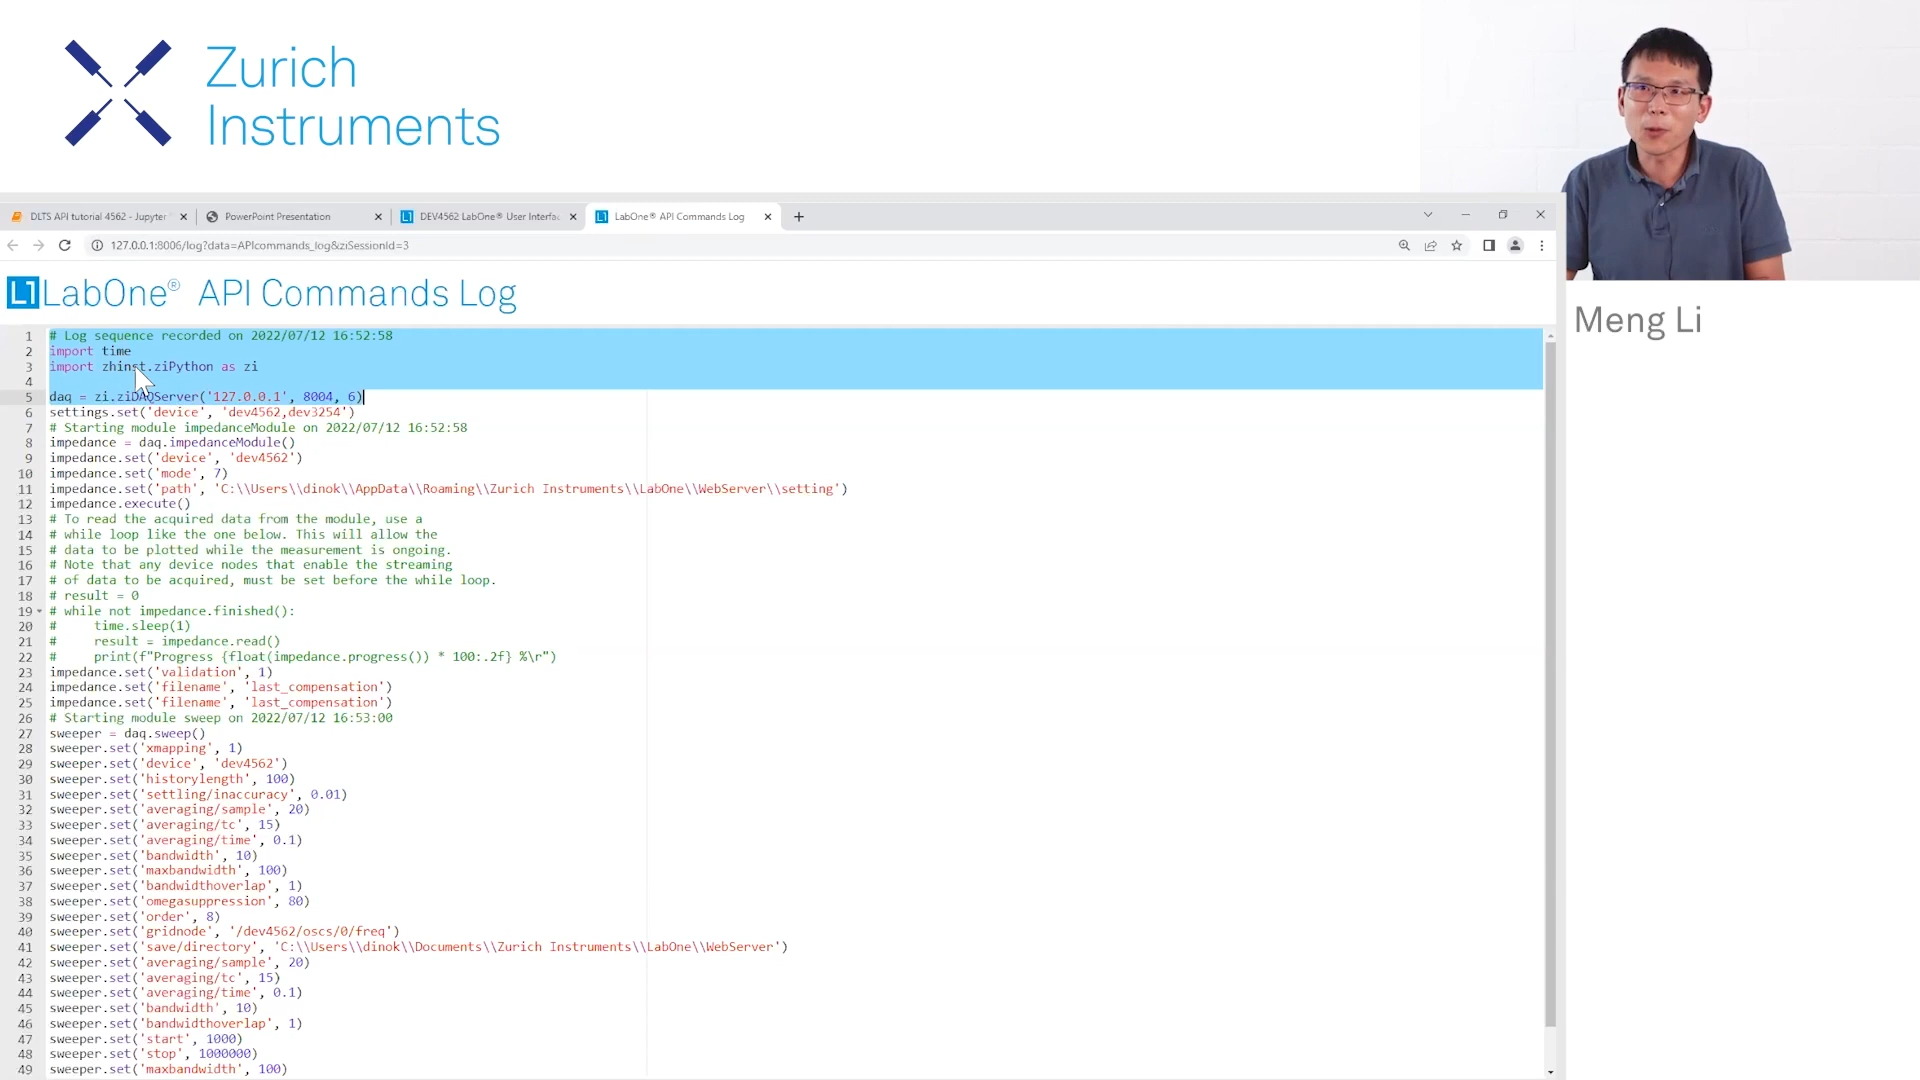 Zurich
Instruments
DLTS API tutorial 4562 - Jupyter
PowerPoint Presentation
DEV4562 LabOne® User Interfac
LabOne® API Commands Log
127.0.0.1:8006/log?data=APIcommands_log&ziSessionId=3
L1 LabOne® API Commands Log
Meng Li
1 # Log sequence recorded on 2022/07/12 16:52:58
2 import time
3 import zhinst.ziPython as zi
4
5 daq = zi.ziDAQServer('127.0.0.1', 8004, 6)
6 settings.set('device', 'dev4562,dev3254')
7 # Starting module impedanceModule on 2022/07/12 16:52:58
8 impedance = daq.impedanceModule()
9 impedance.set('device', 'dev4562')
10 impedance.set('mode', 7)
11 impedance.set('path', 'C:\\Users\\dinok\\AppData\\Roaming\\Zurich Instruments\\LabOne\\WebServer\\setting')
12 impedance.execute()
13 # To read the acquired data from the module, use a
14 # while loop like the one below. This will allow the
15 # data to be plotted while the measurement is ongoing.
16 # Note that any device nodes that enable the streaming
17 # of data to be acquired, must be set before the while loop.
18 # result = 0
19 # while not impedance.finished():
20 #     time.sleep(1)
21 #     result = impedance.read()
22 #     print(f"Progress {float(impedance.progress()) * 100:.2f} %\r")
23 impedance.set('validation', 1)
24 impedance.set('filename', 'last_compensation')
25 impedance.set('filename', 'last_compensation')
26 # Starting module sweep on 2022/07/12 16:53:00
27 sweeper = daq.sweep()
28 sweeper.set('xmapping', 1)
29 sweeper.set('device', 'dev4562')
30 sweeper.set('historylength', 100)
31 sweeper.set('settling/inaccuracy', 0.01)
32 sweeper.set('averaging/sample', 20)
33 sweeper.set('averaging/tc', 15)
34 sweeper.set('averaging/time', 0.1)
35 sweeper.set('bandwidth', 10)
36 sweeper.set('maxbandwidth', 100)
37 sweeper.set('bandwidthoverlap', 1)
38 sweeper.set('omegasuppression', 80)
39 sweeper.set('order', 8)
40 sweeper.set('gridnode', '/dev4562/oscs/0/freq')
41 sweeper.set('save/directory', 'C:\\Users\\dinok\\Documents\\Zurich Instruments\\LabOne\\WebServer')
42 sweeper.set('averaging/sample', 20)
43 sweeper.set('averaging/tc', 15)
44 sweeper.set('averaging/time', 0.1)
45 sweeper.set('bandwidth', 10)
46 sweeper.set('bandwidthoverlap', 1)
47 sweeper.set('start', 1000)
48 sweeper.set('stop', 1000000)
49 sweeper.set('maxbandwidth', 100)